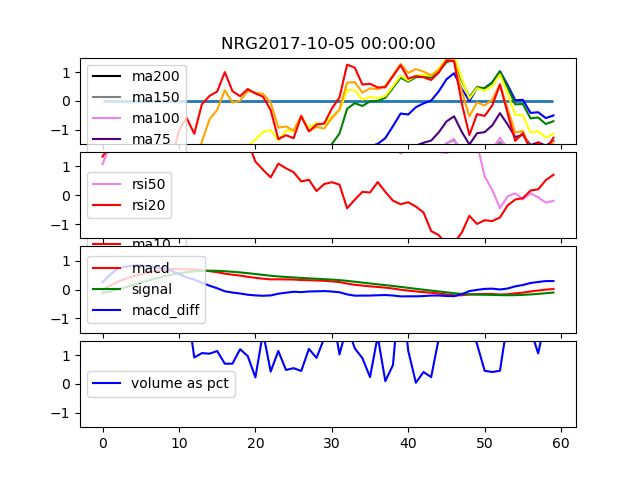 NRG2017-10-05 00:00:00
1
0
−1
ma200
ma150
ma100
ma75
1
0
−1
rsi50
rsi20
ma10
1
0
−1
macd
signal
macd_diff
1
0
−1
volume as pct
0 10 20 30 40 50 60